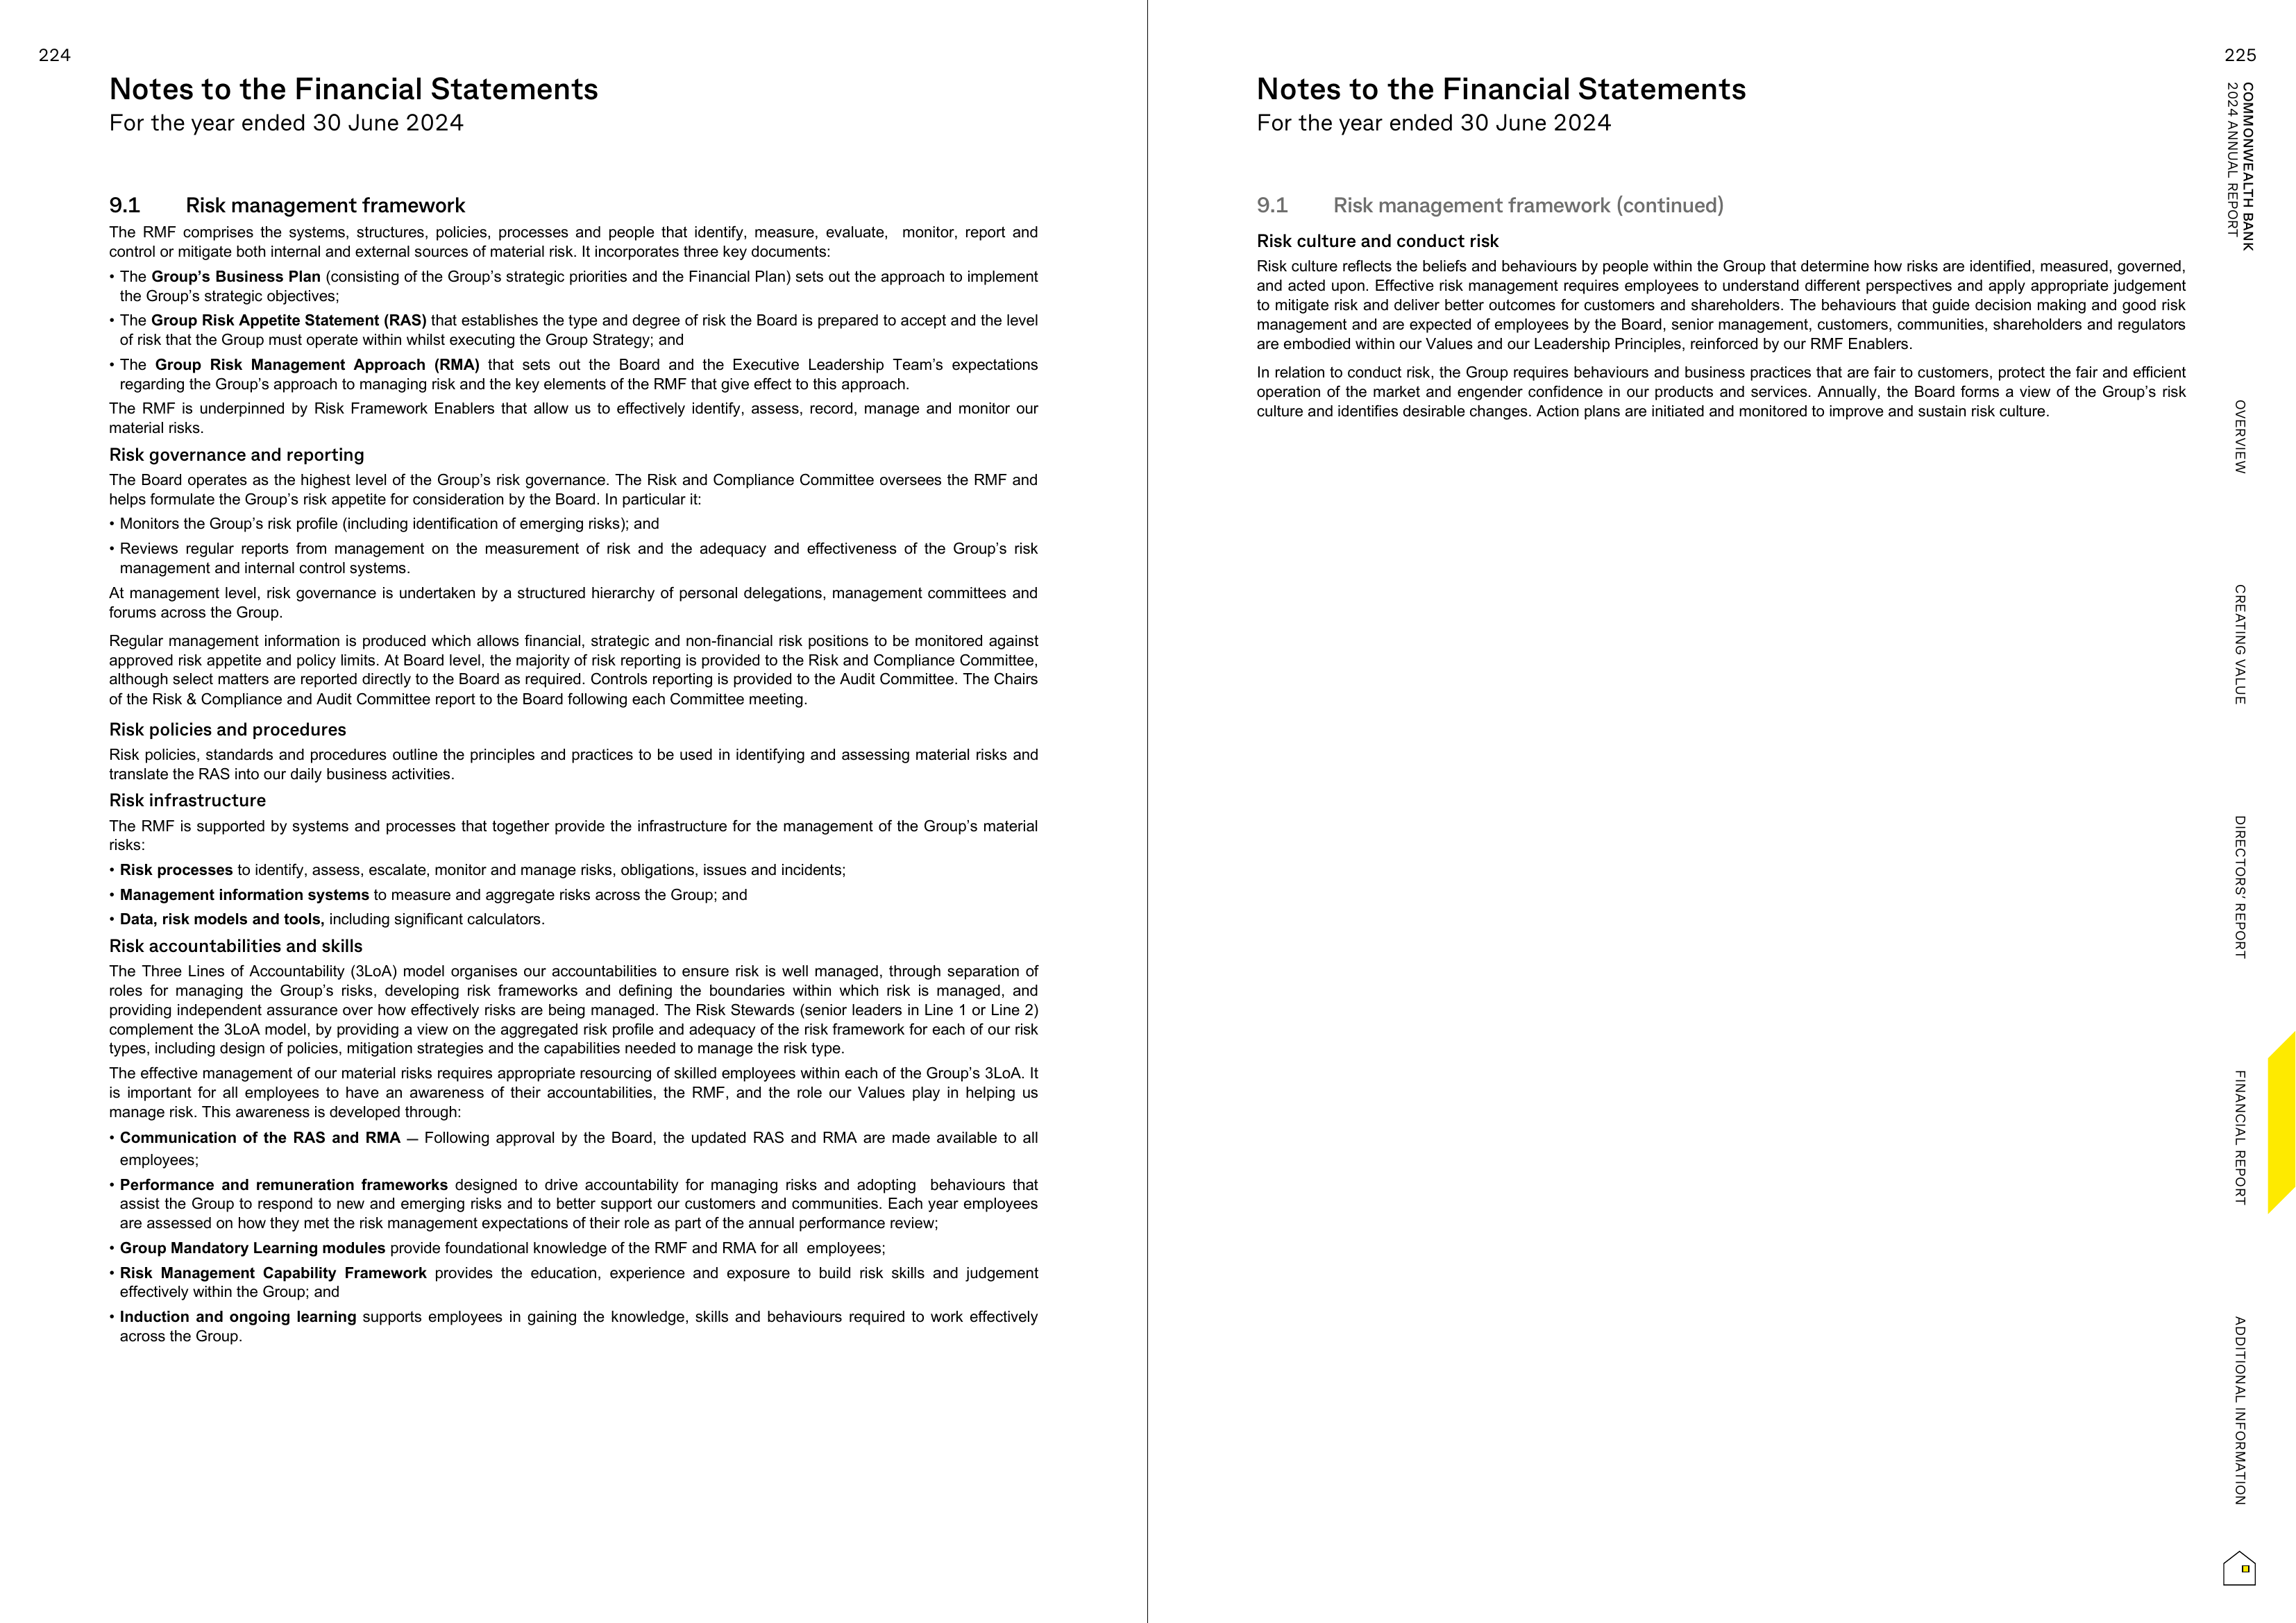 224
Notes to the Financial Statements
For the year ended 30 June 2024
9.1 Risk management framework
The RMF comprises the systems, structures, policies, processes and people that identify, measure, evaluate, monitor, report and
control or mitigate both internal and external sources of material risk. It incorporates three key documents:
• The Group's Business Plan (consisting of the Group's strategic priorities and the Financial Plan) sets out the approach to implement
the Group's strategic objectives;
• The Group Risk Appetite Statement (RAS) that establishes the type and degree of risk the Board is prepared to accept and the level
of risk that the Group must operate within whilst executing the Group Strategy; and
• The Group Risk Management Approach (RMA) that sets out the Board and the Executive Leadership Team's expectations
regarding the Group's approach to managing risk and the key elements of the RMF that give effect to this approach.
The RMF is underpinned by Risk Framework Enablers that allow us to effectively identify, assess, record, manage and monitor our
material risks.
Risk governance and reporting
The Board operates as the highest level of the Group's risk governance. The Risk and Compliance Committee oversees the RMF and
helps formulate the Group's risk appetite for consideration by the Board. In particular it:
• Monitors the Group's risk profile (including identification of emerging risks); and
• Reviews regular reports from management on the measurement of risk and the adequacy and effectiveness of the Group's risk
management and internal control systems.
At management level, risk governance is undertaken by a structured hierarchy of personal delegations, management committees and
forums across the Group.
Regular management information is produced which allows financial, strategic and non-financial risk positions to be monitored against
approved risk appetite and policy limits. At Board level, the majority of risk reporting is provided to the Risk and Compliance Committee,
although select matters are reported directly to the Board as required. Controls reporting is provided to the Audit Committee. The Chairs
of the Risk & Compliance and Audit Committee report to the Board following each Committee meeting.
Risk policies and procedures
Risk policies, standards and procedures outline the principles and practices to be used in identifying and assessing material risks and
translate the RAS into our daily business activities.
Risk infrastructure
The RMF is supported by systems and processes that together provide the infrastructure for the management of the Group's material
risks:
• Risk processes to identify, assess, escalate, monitor and manage risks, obligations, issues and incidents;
• Management information systems to measure and aggregate risks across the Group; and
• Data, risk models and tools, including significant calculators.
Risk accountabilities and skills
The Three Lines of Accountability (3LoA) model organises our accountabilities to ensure risk is well managed, through separation of
roles for managing the Group's risks, developing risk frameworks and defining the boundaries within which risk is managed, and
providing independent assurance over how effectively risks are being managed. The Risk Stewards (senior leaders in Line 1 or Line 2)
complement the 3LoA model, by providing a view on the aggregated risk profile and adequacy of the risk framework for each of our risk
types, including design of policies, mitigation strategies and the capabilities needed to manage the risk type.
The effective management of our material risks requires appropriate resourcing of skilled employees within each of the Group's 3LoA. It
is important for all employees to have an awareness of their accountabilities, the RMF, and the role our Values play in helping us
manage risk. This awareness is developed through:
• Communication of the RAS and RMA – Following approval by the Board, the updated RAS and RMA are made available to all
employees;
• Performance and remuneration frameworks designed to drive accountability for managing risks and adopting behaviours that
assist the Group to respond to new and emerging risks and to better support our customers and communities. Each year employees
are assessed on how they met the risk management expectations of their role as part of the annual performance review;
• Group Mandatory Learning modules provide foundational knowledge of the RMF and RMA for all employees;
• Risk Management Capability Framework provides the education, experience and exposure to build risk skills and judgement
effectively within the Group; and
• Induction and ongoing learning supports employees in gaining the knowledge, skills and behaviours required to work effectively
across the Group.
225
Notes to the Financial Statements
For the year ended 30 June 2024
9.1 Risk management framework (continued)
Risk culture and conduct risk
Risk culture reflects the beliefs and behaviours by people within the Group that determine how risks are identified, measured, governed,
and acted upon. Effective risk management requires employees to understand different perspectives and apply appropriate judgement
to mitigate risk and deliver better outcomes for customers and shareholders. The behaviours that guide decision making and good risk
management and are expected of employees by the Board, senior management, customers, communities, shareholders and regulators
are embodied within our Values and our Leadership Principles, reinforced by our RMF Enablers.
In relation to conduct risk, the Group requires behaviours and business practices that are fair to customers, protect the fair and efficient
operation of the market and engender confidence in our products and services. Annually, the Board forms a view of the Group's risk
culture and identifies desirable changes. Action plans are initiated and monitored to improve and sustain risk culture.
COMMONWEALTH BANK
2024 ANNUAL REPORT
OVERVIEW
CREATING VALUE
DIRECTORS' REPORT
FINANCIAL REPORT
ADDITIONAL INFORMATION